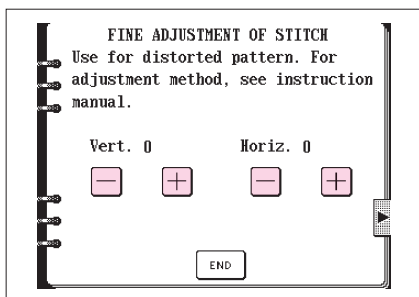 FINE ADJUSTMENT OF STITCH
Use for distorted pattern. For
adjustment method, see instruction
manual.
Vert. 0 Horiz. 0
− + − +
END